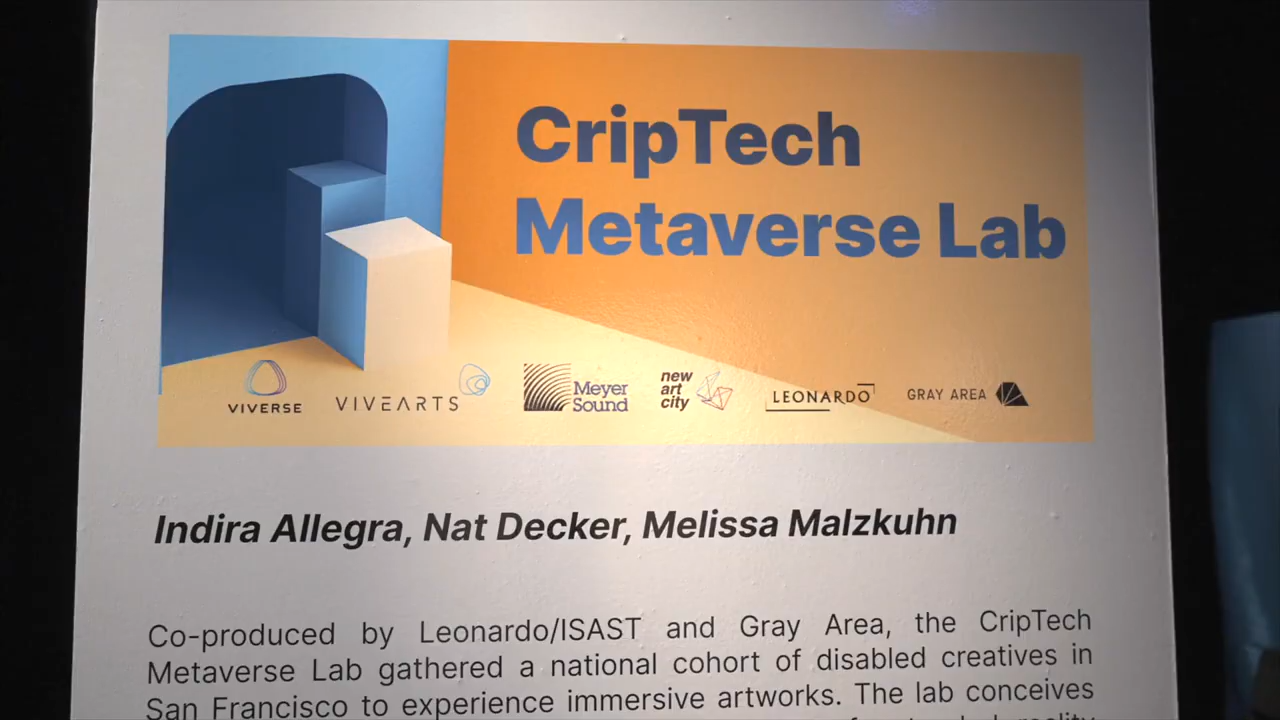 CripTech
Metaverse Lab
VIVERSE
VIVEARTS
Meyer
Sound
new
art
city
LEONARDO
GRAY AREA
Indira Allegra, Nat Decker, Melissa Malzkuhn
Co-produced by Leonardo/ISAST and Gray Area, the CripTech
Metaverse Lab gathered a national cohort of disabled creatives in
San Francisco to experience immersive artworks. The lab conceives